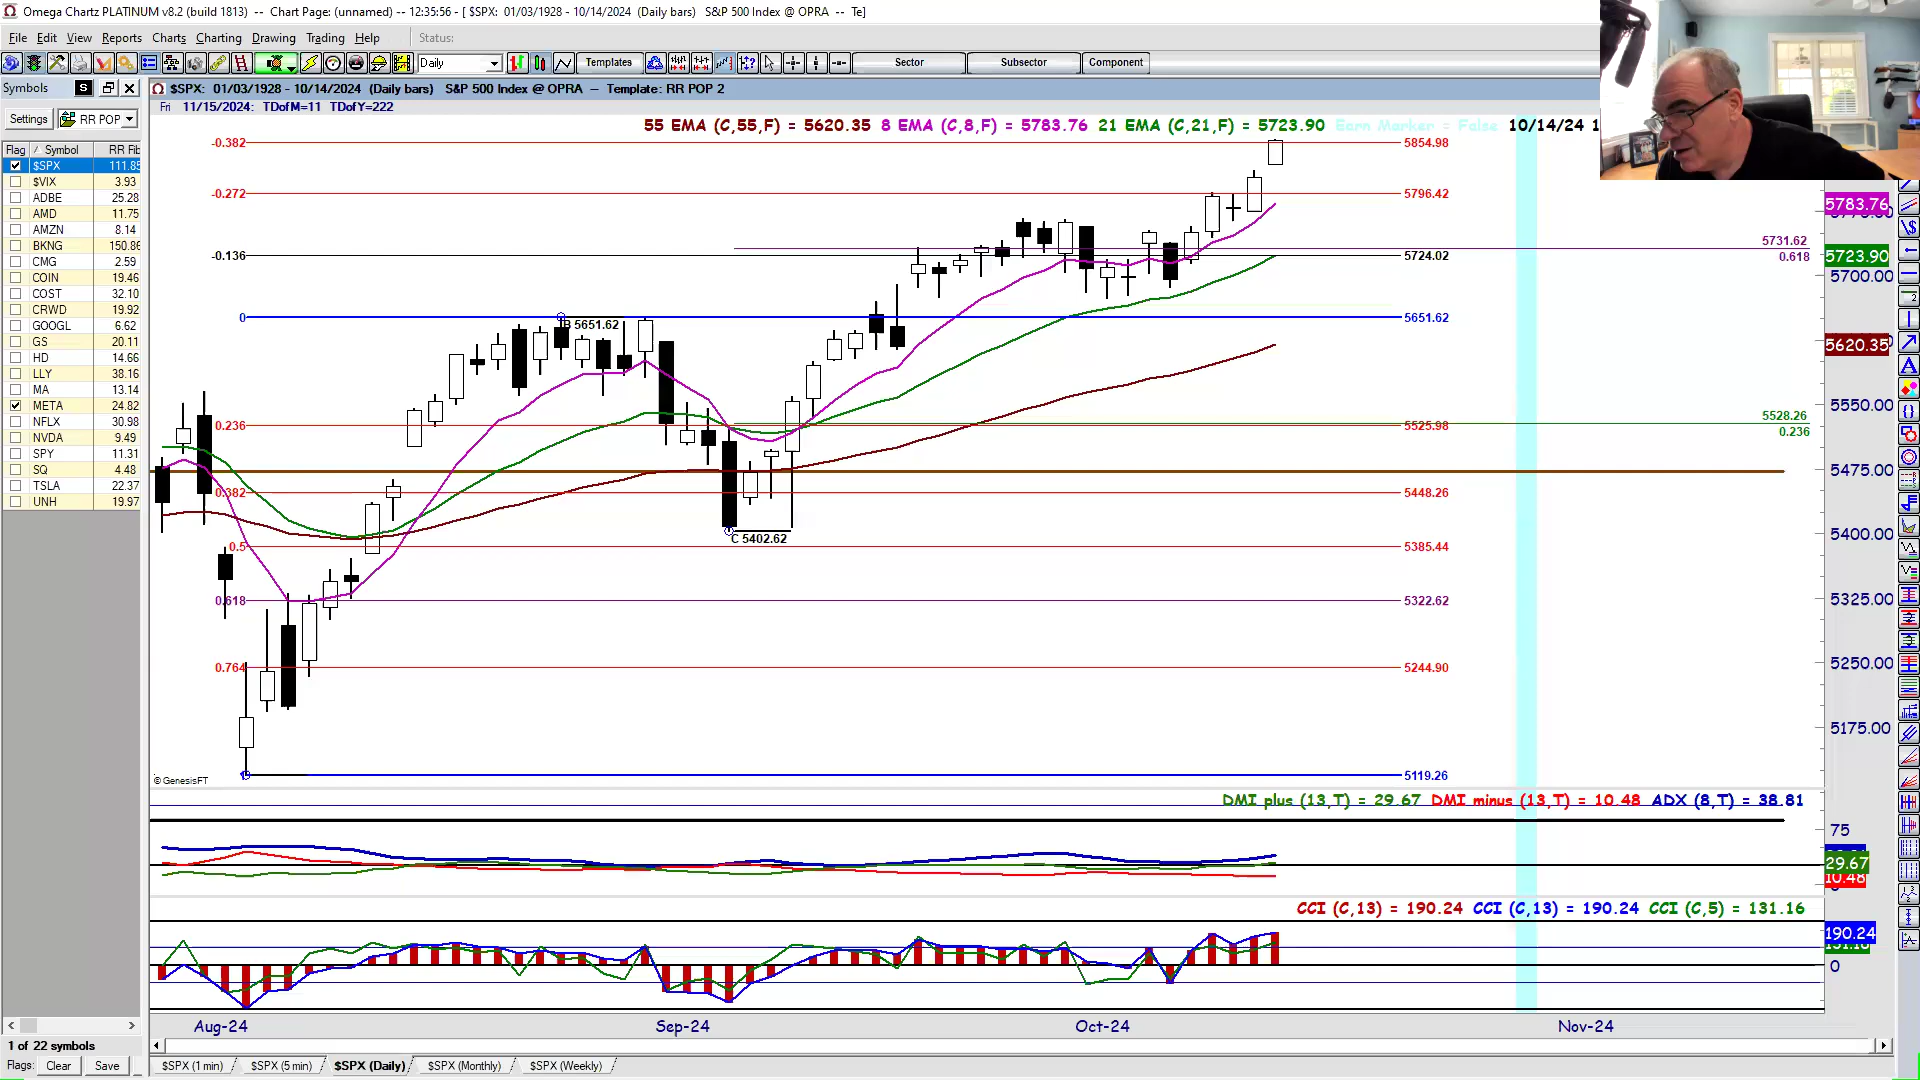 Omega Chartz PLATINUM v8.2 (build 1813) -- Chart Page: (unnamed) -- 12:35:56 - [ $SPX: 01/03/1928 - 10/14/2024 (Daily bars) S&P 500 Index @ OPRA -- Te]
File Edit View Reports Charts Charting Drawing Trading Help Status:
Daily Templates Sector Subsector Component
Symbols S
$SPX: 01/03/1928 - 10/14/2024 (Daily bars) S&P 500 Index @ OPRA -- Template: RR POP 2
Fri 11/15/2024: TDofM=11 TDofY=222
Settings RR POP
55 EMA (C,55,F) = 5620.35 8 EMA (C,8,F) = 5783.76 21 EMA (C,21,F) = 5723.90 Earn Marker = False 10/14/24 1
Flag Symbol RR Fib
$SPX 111.85
$VIX 3.93
ADBE 25.28
AMD 11.75
AMZN 8.14
BKNG 150.86
CMG 2.59
COIN 19.46
COST 32.10
CRWD 19.92
GOOGL 6.62
GS 20.11
HD 14.66
LLY 38.16
MA 13.14
META 24.82
NFLX 30.98
NVDA 9.49
SPY 11.31
SQ 4.48
TSLA 22.37
UNH 19.97
-0.382 5854.98
-0.272 5796.42
-0.136 5724.02
0 5651.62
B 5651.62
0.236 5525.98
0.382 5448.26
C 5402.62
0.5 5385.44
0.618 5322.62
0.764 5244.90
5119.26
5731.62
0.618
5528.26
0.236
5783.76
5723.90
5700.00
5620.35
5550.00
5475.00
5400.00
5325.00
5250.00
5175.00
© GenesisFT
DMI plus (13,T) = 29.67 DMI minus (13,T) = 10.48 ADX (8,T) = 38.81
75
29.67
10.48
CCI (C,13) = 190.24 CCI (C,13) = 190.24 CCI (C,5) = 131.16
190.24
0
Aug-24 Sep-24 Oct-24 Nov-24
1 of 22 symbols
Flags: Clear Save
$SPX (1 min) $SPX (5 min) $SPX (Daily) $SPX (Monthly) $SPX (Weekly)